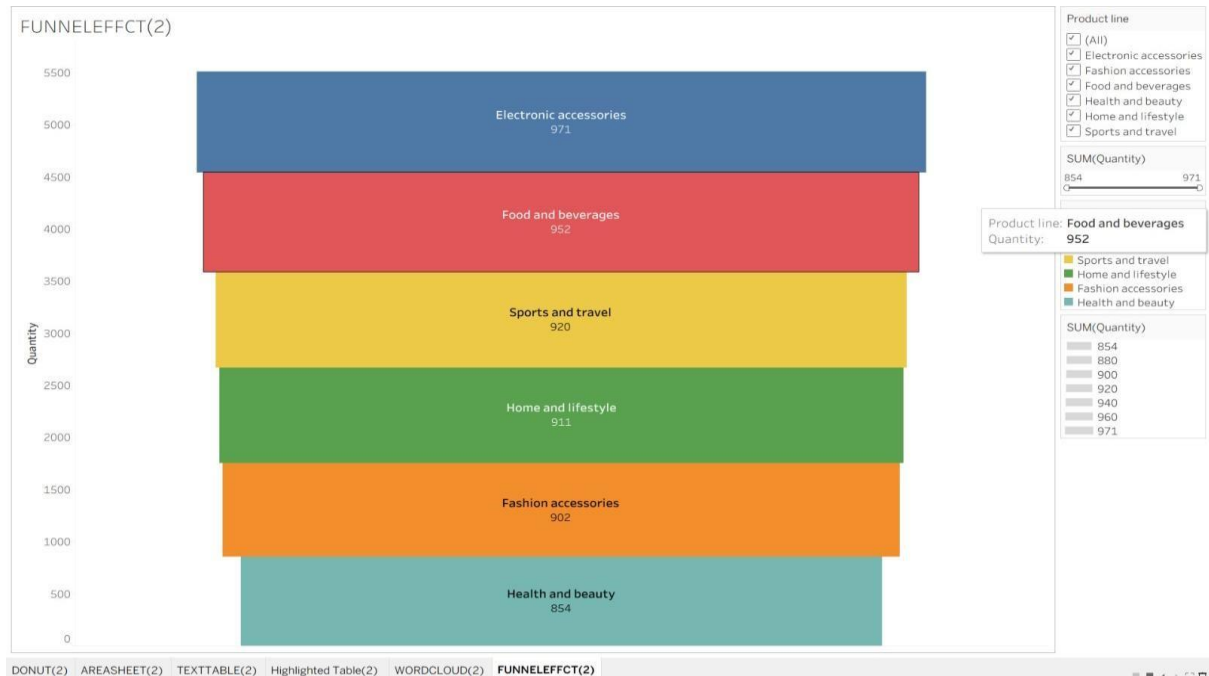 FUNNELEFFCT(2)
5500
5000
4500
4000
3500
3000
2500
2000
1500
1000
500
0
Quantity
Electronic accessories
971
Food and beverages
952
Sports and travel
920
Home and lifestyle
911
Fashion accessories
902
Health and beauty
854
Product line
(All)
Electronic accessories
Fashion accessories
Food and beverages
Health and beauty
Home and lifestyle
Sports and travel
SUM(Quantity)
854 971
Product line: Food and beverages
Quantity: 952
Sports and travel
Home and lifestyle
Fashion accessories
Health and beauty
SUM(Quantity)
854
880
900
920
940
960
971
DONUT(2) AREASHEET(2) TEXTTABLE(2) Highlighted Table(2) WORDCLOUD(2) FUNNELEFFCT(2)